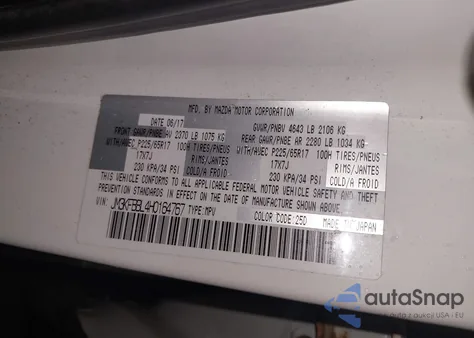 MFD. BY MAZDA MOTOR CORPORATION
DATE 06/17 GVWR/PNBV 4643 LB 2106 KG
FRONT GAWR/PNBE AV 2370 LB 1075 KG REAR GAWR/PNBE AR 2280 LB 1034 KG
WITH/AVEC P225/65R17 100H TIRES/PNEUS WITH/AVEC P225/65R17 100H TIRES/PNEUS
17X7J RIMS/JANTES 17X7J RIMS/JANTES
230 KPA/34 PSI COLD/A FROID 230 KPA/34 PSI COLD/A FROID
THIS VEHICLE CONFORMS TO ALL APPLICABLE FEDERAL MOTOR VEHICLE SAFETY AND THEFT
PREVENTION STANDARDS IN EFFECT ON THE DATE OF MANUFACTURE SHOWN ABOVE.
VIN: JM3KFBBL4H0164767 TYPE:MPV COLOR CODE:25D MADE IN JAPAN
autoSnap
Auta z aukcji USA - EU